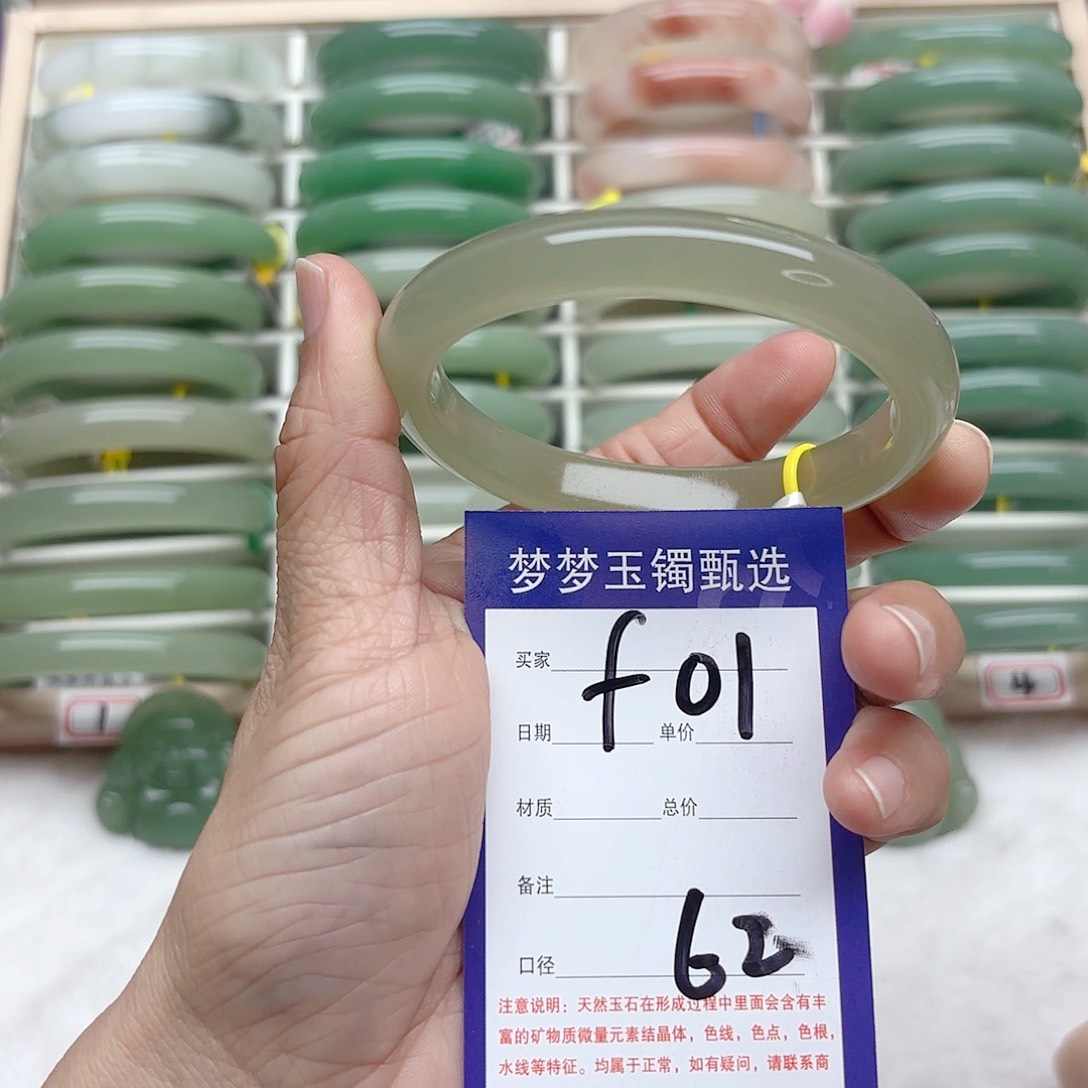 梦梦玉镯甄选
买家 f01
日期 单价
材质 总价
备注
口径 62
注意说明：天然玉石在形成过程中里面会含有丰
富的矿物质微量元素结晶体，色线，色点，色根，
水线等特征。均属于正常，如有疑问，请联系商
1
4